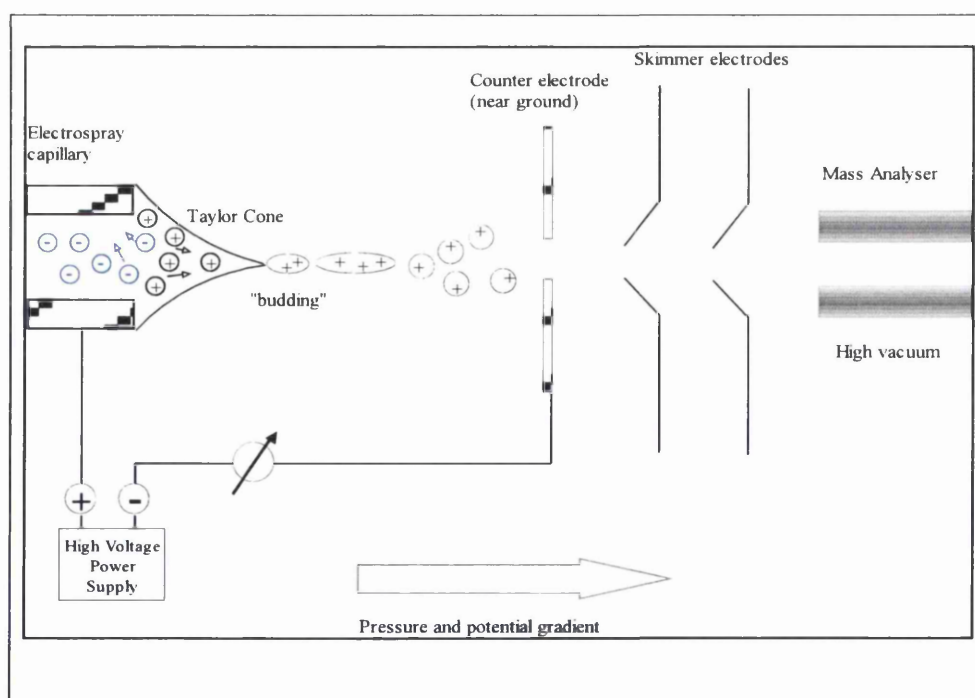 Skimmer electrodes
Counter electrode
(near ground)
Electrospray
capillary
Mass Analyser
Taylor Cone
"budding"
High vacuum
+
-
High Voltage
Power
Supply
Pressure and potential gradient